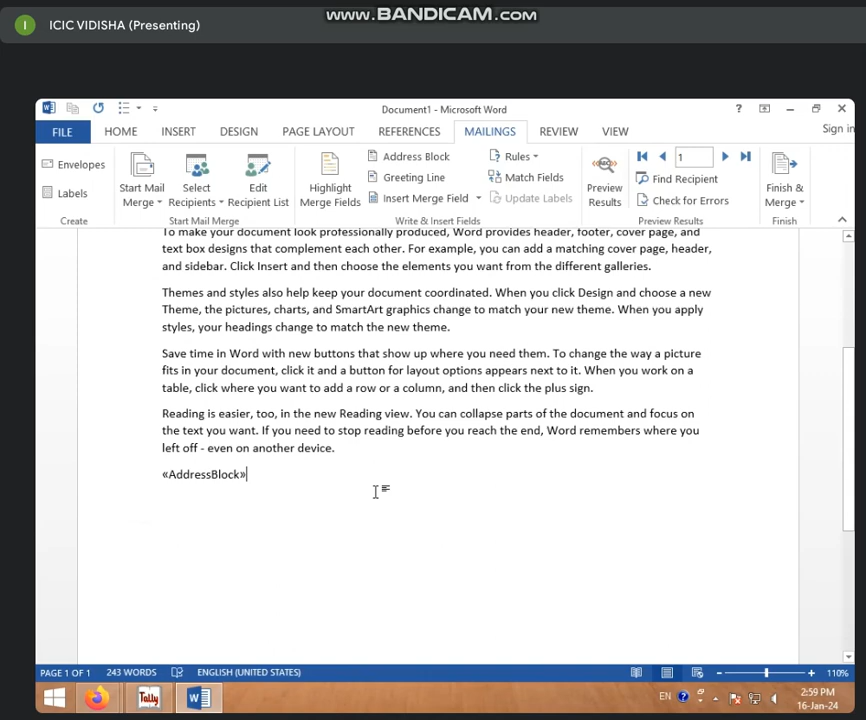 www.BANDICAM.com
I ICIC VIDISHA (Presenting)
Document1 - Microsoft Word
?
Sign in
FILE HOME INSERT DESIGN PAGE LAYOUT REFERENCES MAILINGS REVIEW VIEW
Envelopes
Labels
Create
Start Mail
Merge
Select
Recipients
Edit
Recipient List
Start Mail Merge
Highlight
Merge Fields
Address Block
Greeting Line
Insert Merge Field
Rules
Match Fields
Update Labels
Write & Insert Fields
ABC
Preview
Results
1
Find Recipient
Check for Errors
Preview Results
Finish &
Merge
Finish
To make your document look professionally produced, Word provides header, footer, cover page, and
text box designs that complement each other. For example, you can add a matching cover page, header,
and sidebar. Click Insert and then choose the elements you want from the different galleries.
Themes and styles also help keep your document coordinated. When you click Design and choose a new
Theme, the pictures, charts, and SmartArt graphics change to match your new theme. When you apply
styles, your headings change to match the new theme.
Save time in Word with new buttons that show up where you need them. To change the way a picture
fits in your document, click it and a button for layout options appears next to it. When you work on a
table, click where you want to add a row or a column, and then click the plus sign.
Reading is easier, too, in the new Reading view. You can collapse parts of the document and focus on
the text you want. If you need to stop reading before you reach the end, Word remembers where you
left off - even on another device.
«AddressBlock»
PAGE 1 OF 1 243 WORDS ENGLISH (UNITED STATES) 110%
Tally
EN
2:59 PM
16-Jan-24